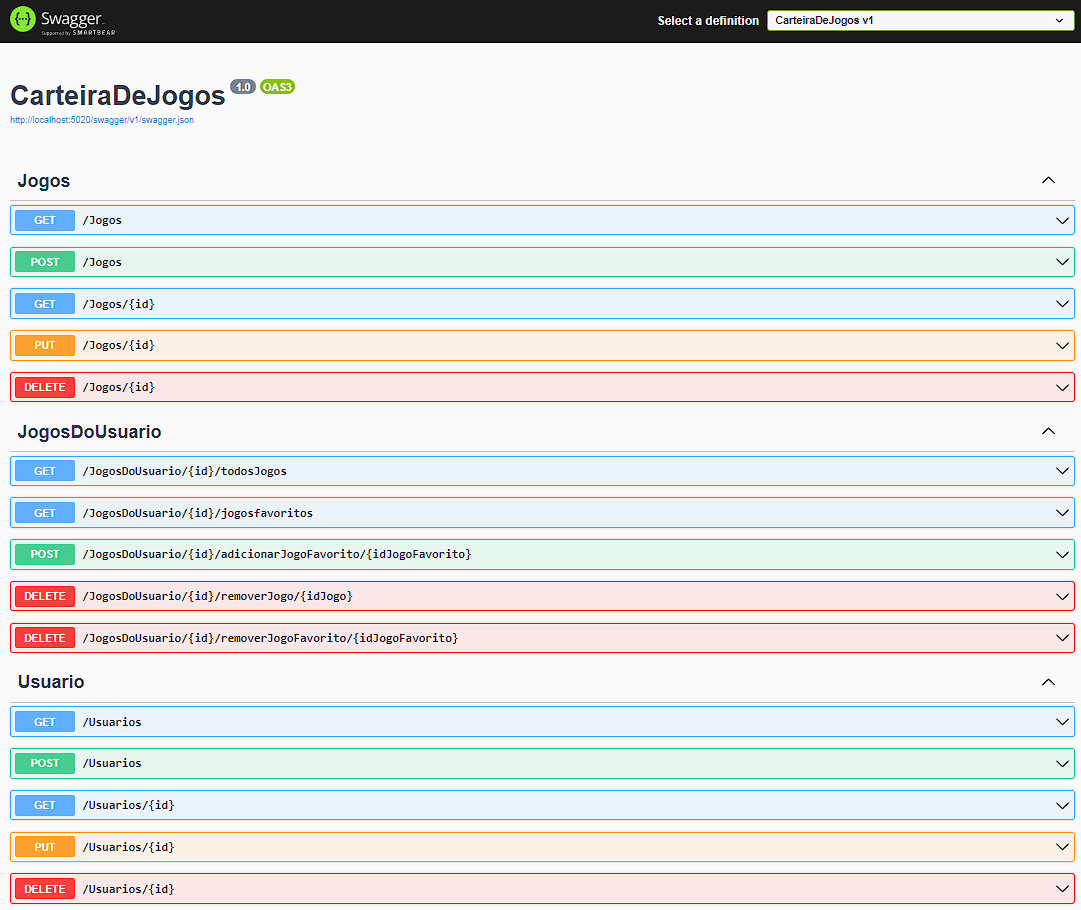 Swagger.
Supported by SMARTBEAR
Select a definition
CarteiraDeJogos v1
CarteiraDeJogos 1.0 OAS3
http://localhost:5020/swagger/v1/swagger.json
Jogos
GET /Jogos
POST /Jogos
GET /Jogos/{id}
PUT /Jogos/{id}
DELETE /Jogos/{id}
JogosDoUsuario
GET /JogosDoUsuario/{id}/todosJogos
GET /JogosDoUsuario/{id}/jogosfavoritos
POST /JogosDoUsuario/{id}/adicionarJogoFavorito/{idJogoFavorito}
DELETE /JogosDoUsuario/{id}/removerJogo/{idJogo}
DELETE /JogosDoUsuario/{id}/removerJogoFavorito/{idJogoFavorito}
Usuario
GET /Usuarios
POST /Usuarios
GET /Usuarios/{id}
PUT /Usuarios/{id}
DELETE /Usuarios/{id}